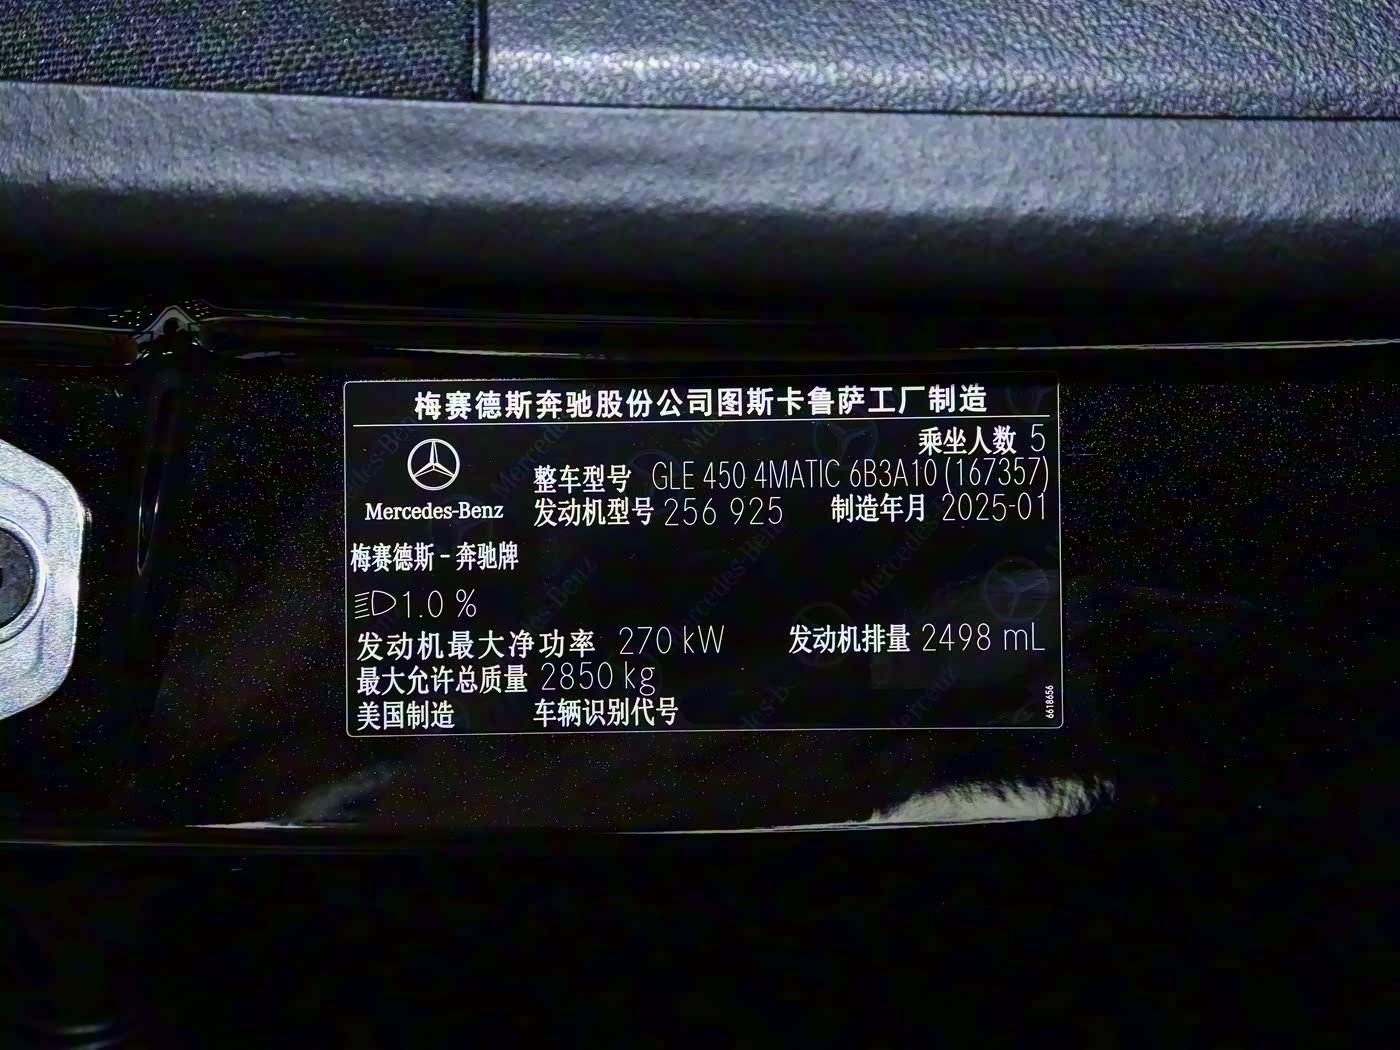 梅赛德斯奔驰股份公司图斯卡鲁萨工厂制造
乘坐人数 5
Mercedes-Benz
整车型号 GLE 450 4MATIC 6B3A10 (167357)
发动机型号 256 925 制造年月 2025-01
梅赛德斯-奔驰牌
1.0 %
发动机最大净功率 270 kW 发动机排量 2498 mL
最大允许总质量 2850 kg
美国制造 车辆识别代号
6618656